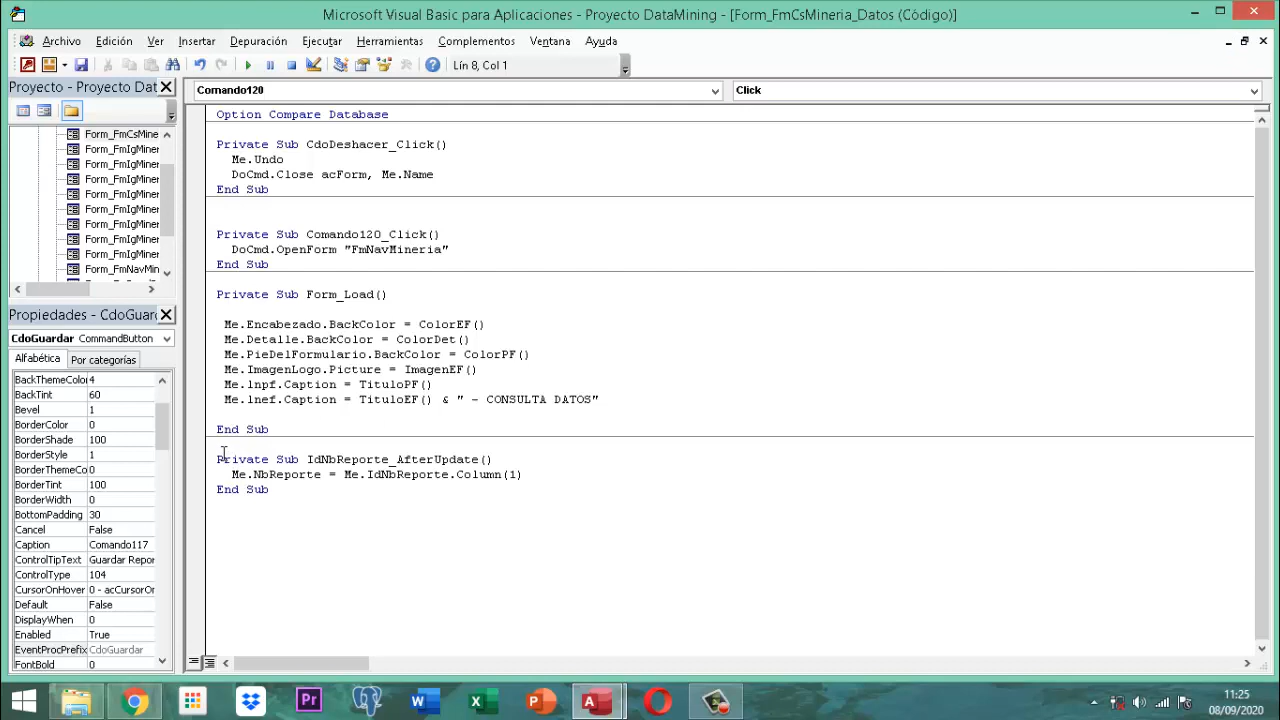 Microsoft Visual Basic para Aplicaciones - Proyecto DataMining - [Form_FmCsMineria_Datos (Código)]
Archivo Edición Ver Insertar Formato Depuración Ejecutar Herramientas Complementos Ventana Ayuda
Lín 8, Col 1
Proyecto - Proyecto Dat
Comando120 Click
Form_FmCsMine
Form_FmIgMiner
Form_FmIgMiner
Form_FmIgMiner
Form_FmIgMiner
Form_FmIgMiner
Form_FmIgMiner
Form_FmIgMiner
Form_FmIgMiner
Form_FmNavMin
Propiedades - CdoGuar
CdoGuardar CommandButton
Alfabética Por categorías
BackThemeColor 4
BackTint 60
Bevel 1
BorderColor 0
BorderShade 100
BorderStyle 1
BorderThemeCo 0
BorderTint 100
BorderWidth 0
BottomPadding 30
Cancel False
Caption Comando117
ControlTipText Guardar Repor
ControlType 104
CursorOnHover 0 - acCursorOn
Default False
DisplayWhen 0
Enabled True
EventProcPrefix CdoGuardar
FontBold 0
Option Compare Database
Private Sub CdoDeshacer_Click()
Me.Undo
DoCmd.Close acForm, Me.Name
End Sub
Private Sub Comando120_Click()
DoCmd.OpenForm "FmNavMineria"
End Sub
Private Sub Form_Load()
Me.Encabezado.BackColor = ColorEF()
Me.Detalle.BackColor = ColorDet()
Me.PieDelFormulario.BackColor = ColorPF()
Me.ImagenLogo.Picture = ImagenEF()
Me.lnpf.Caption = TituloPF()
Me.lnef.Caption = TituloEF() & " - CONSULTA DATOS"
End Sub
Private Sub IdNbReporte_AfterUpdate()
Me.NbReporte = Me.IdNbReporte.Column(1)
End Sub
11:25
08/09/2020